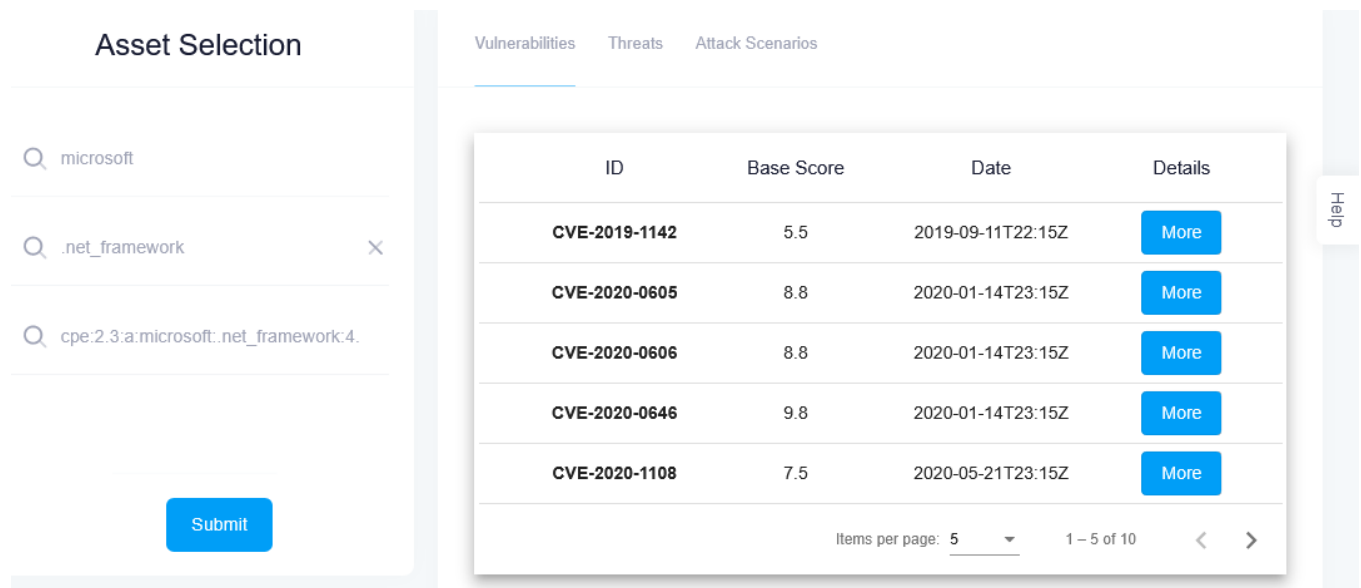 Asset Selection
microsoft
.net_framework
cpe:2.3:a:microsoft:.net_framework:4.
Submit
Vulnerabilities Threats Attack Scenarios
ID Base Score Date Details
CVE-2019-1142 5.5 2019-09-11T22:15Z More
CVE-2020-0605 8.8 2020-01-14T23:15Z More
CVE-2020-0606 8.8 2020-01-14T23:15Z More
CVE-2020-0646 9.8 2020-01-14T23:15Z More
CVE-2020-1108 7.5 2020-05-21T23:15Z More
Items per page: 5 1 – 5 of 10
Help